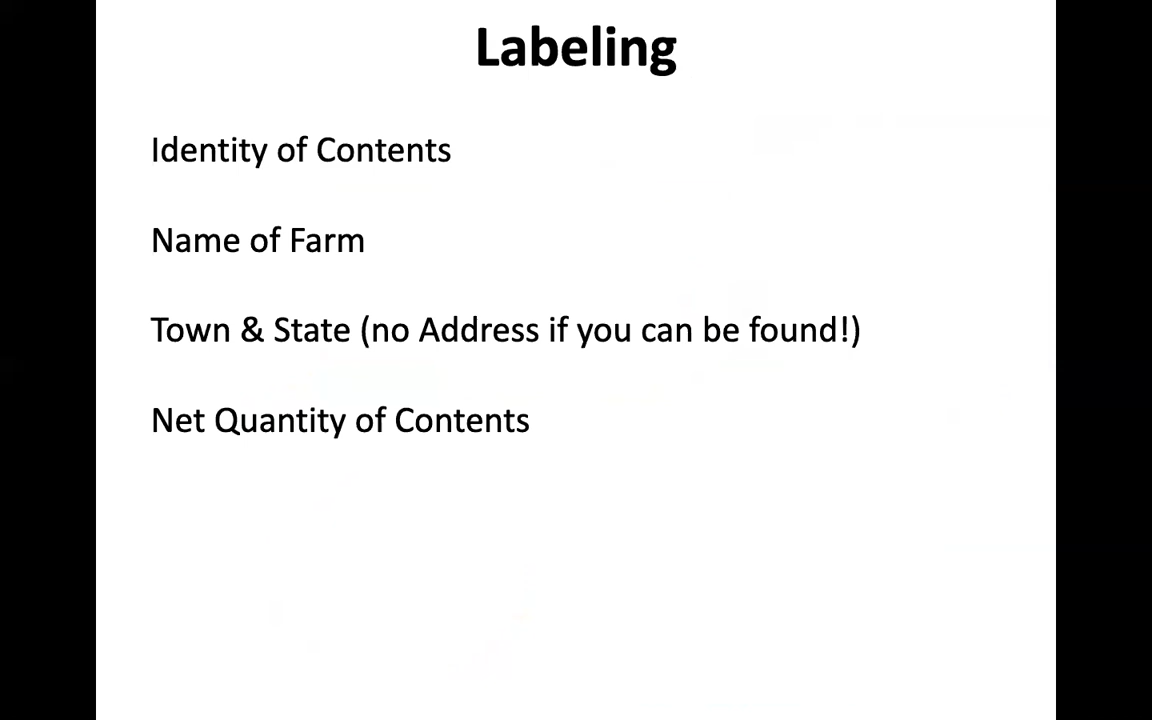 Labeling
Identity of Contents
Name of Farm
Town & State (no Address if you can be found!)
Net Quantity of Contents